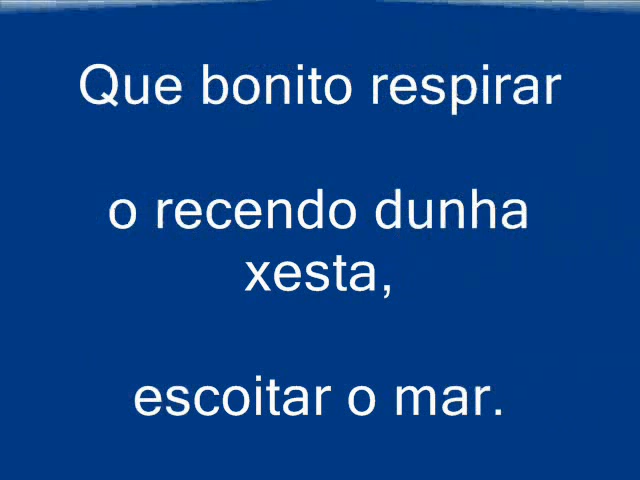 Que bonito respirar
o recendo dunha
xesta,
escoitar o mar.